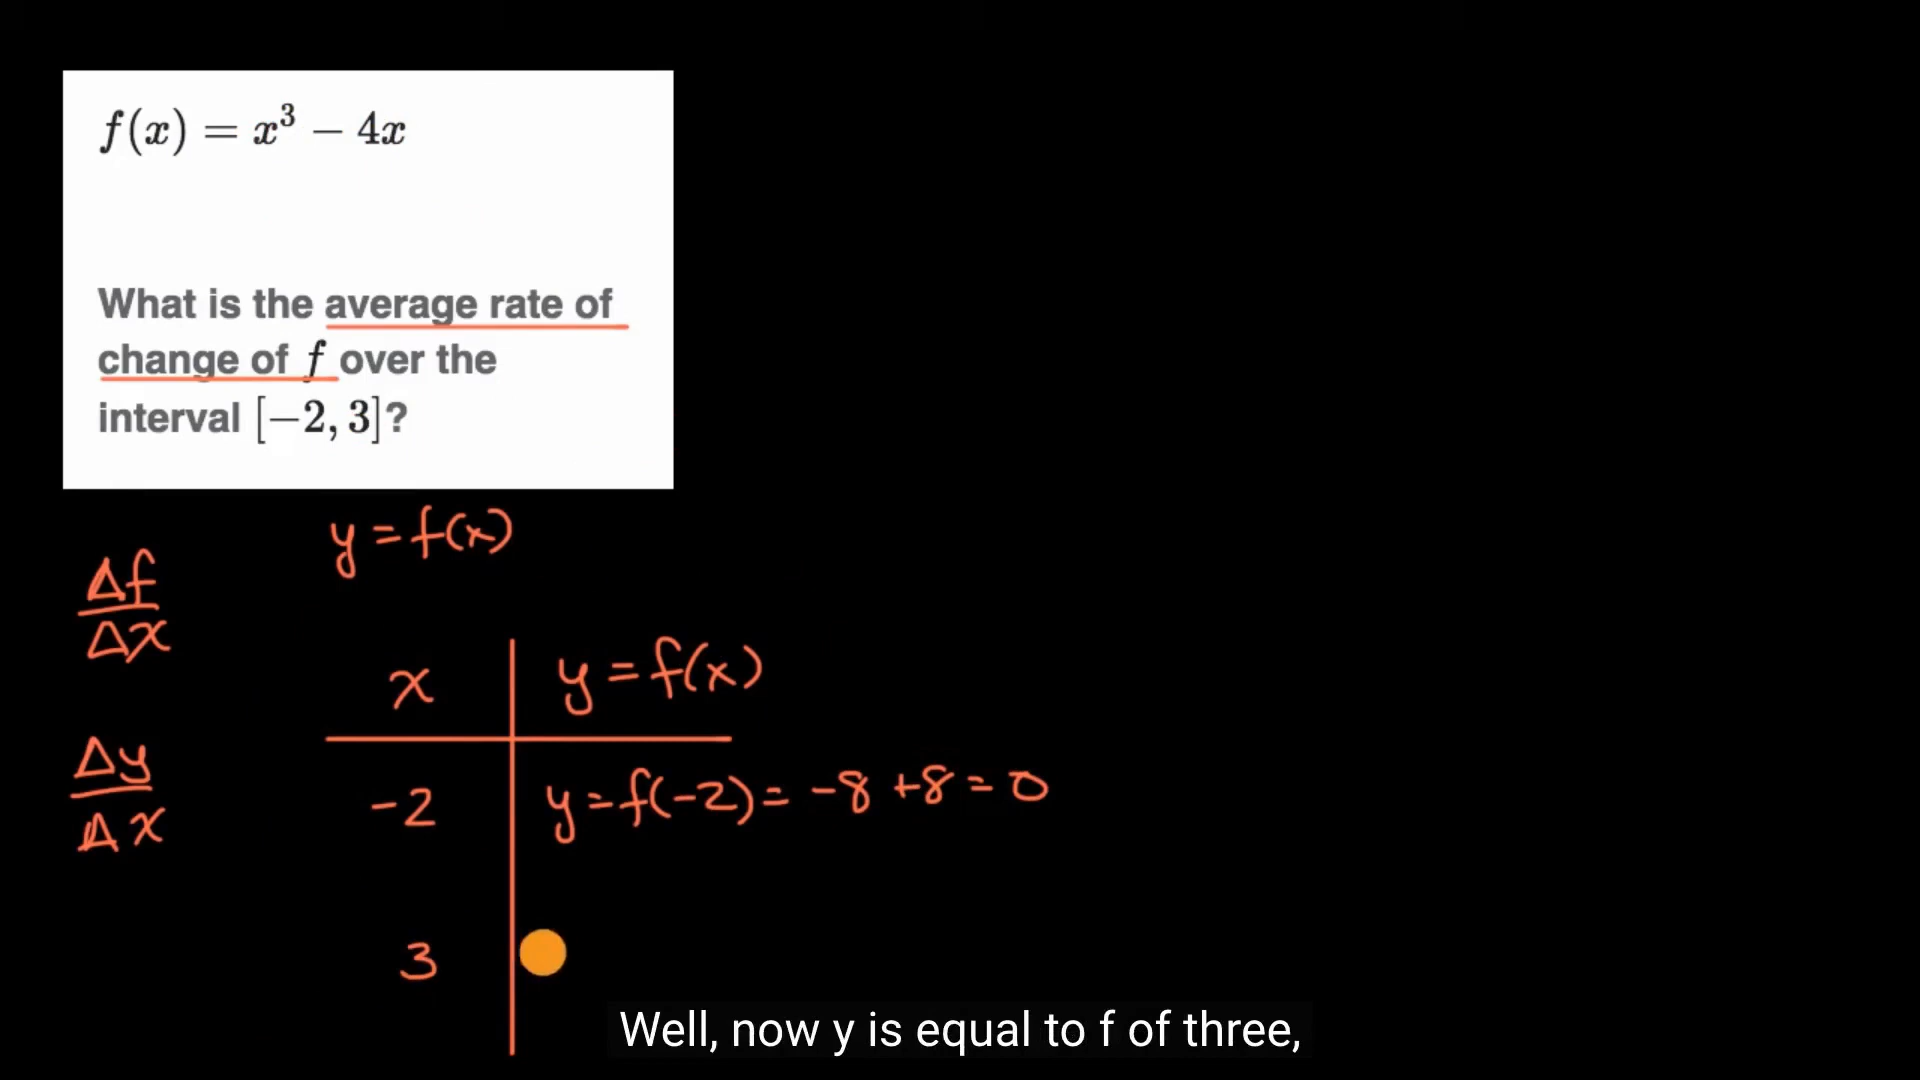 f(x) = x³ − 4x
What is the average rate of
change of f over the
interval [−2, 3]?
y = f(x)
Δf
Δx
x y = f(x)
Δy
Δx
-2 y = f(-2) = -8 +8 = 0
3
Well, now y is equal to f of three,